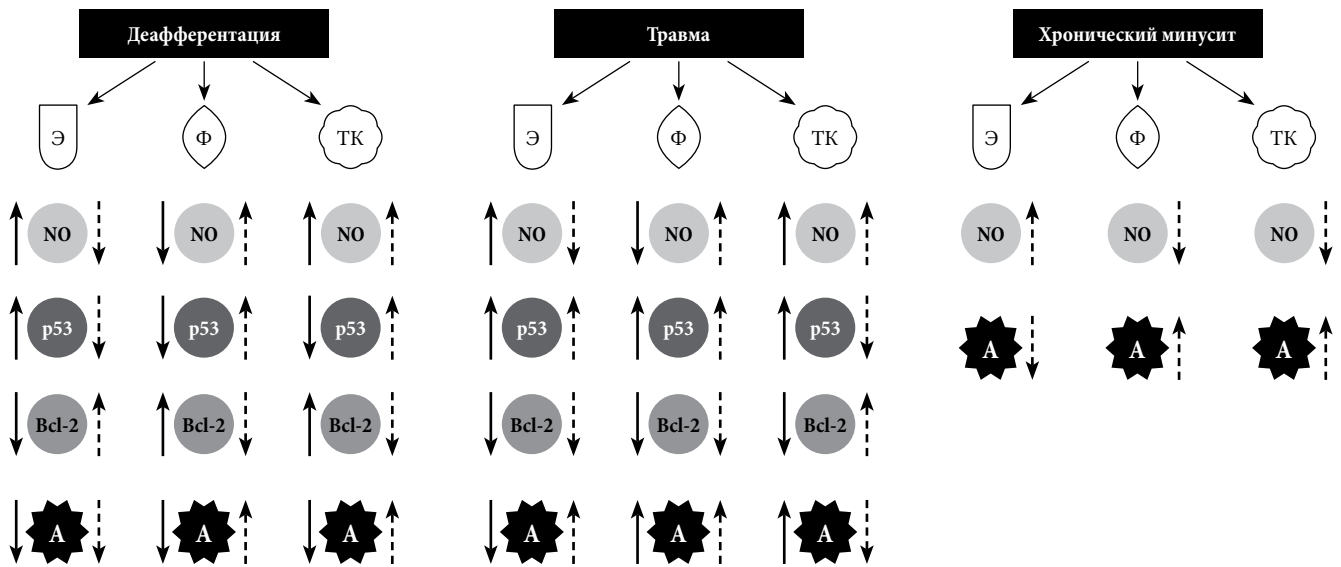 Деафферентация Травма Хронический минусит
Э Ф ТК Э Ф ТК Э Ф ТК
NO NO NO NO NO NO NO NO NO
p53 p53 p53 p53 p53 p53
A A A
Bcl-2 Bcl-2 Bcl-2 Bcl-2 Bcl-2 Bcl-2
A A A A A A